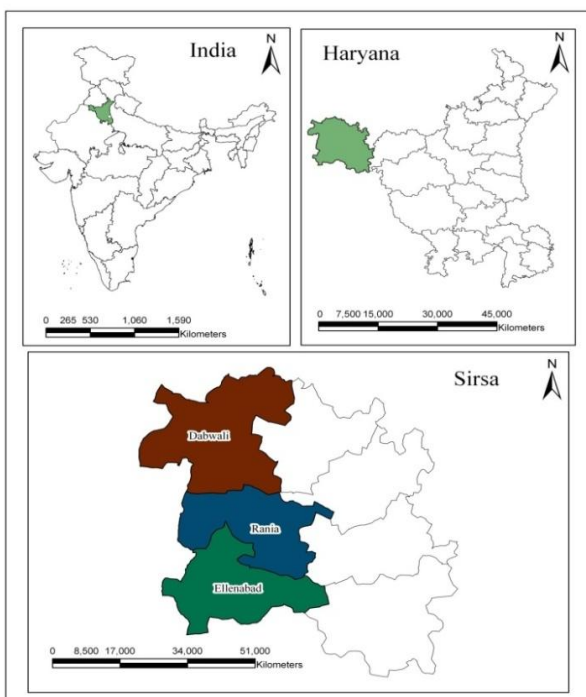 India
N
0 265 530 1,060 1,590
Kilometers
Haryana
N
0 7,500 15,000 30,000 45,000
Kilometers
Sirsa
N
Dabwali
Rania
Ellenabad
0 8,500 17,000 34,000 51,000
Kilometers